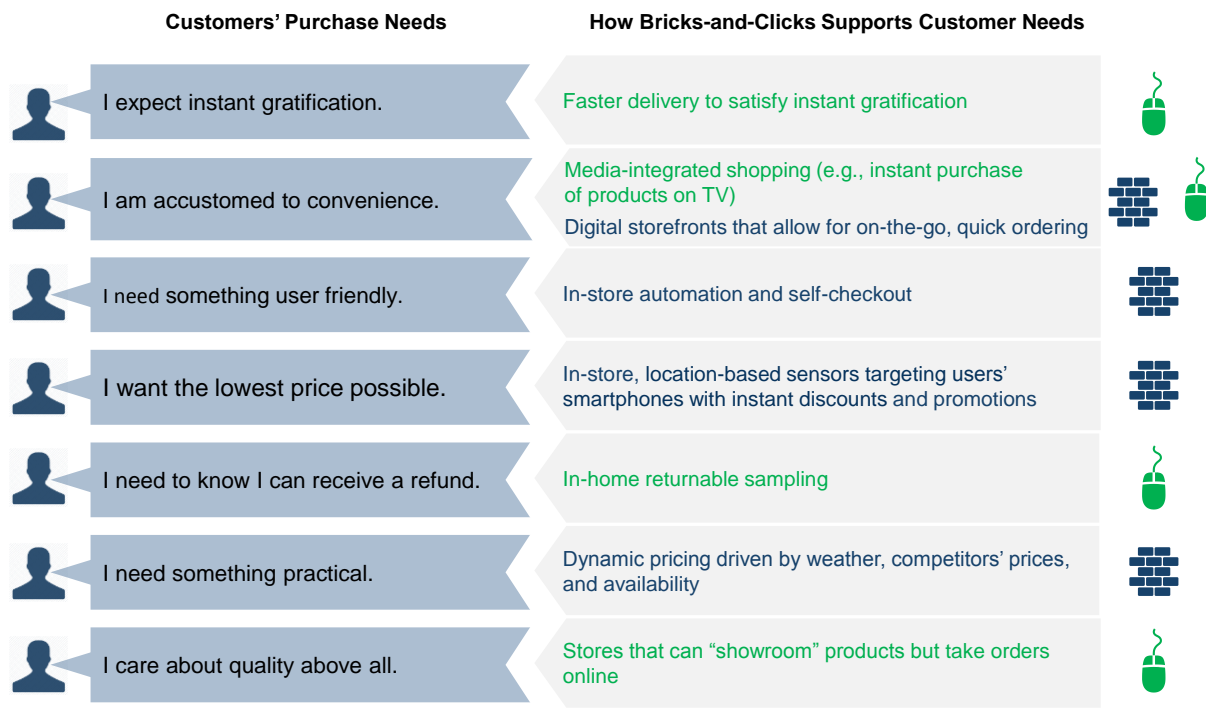 Customers’ Purchase Needs
How Bricks-and-Clicks Supports Customer Needs
I expect instant gratification.
Faster delivery to satisfy instant gratification
I am accustomed to convenience.
Media-integrated shopping (e.g., instant purchase
of products on TV)
Digital storefronts that allow for on-the-go, quick ordering
I need something user friendly.
In-store automation and self-checkout
I want the lowest price possible.
In-store, location-based sensors targeting users’
smartphones with instant discounts and promotions
I need to know I can receive a refund.
In-home returnable sampling
I need something practical.
Dynamic pricing driven by weather, competitors’ prices,
and availability
I care about quality above all.
Stores that can “showroom” products but take orders
online